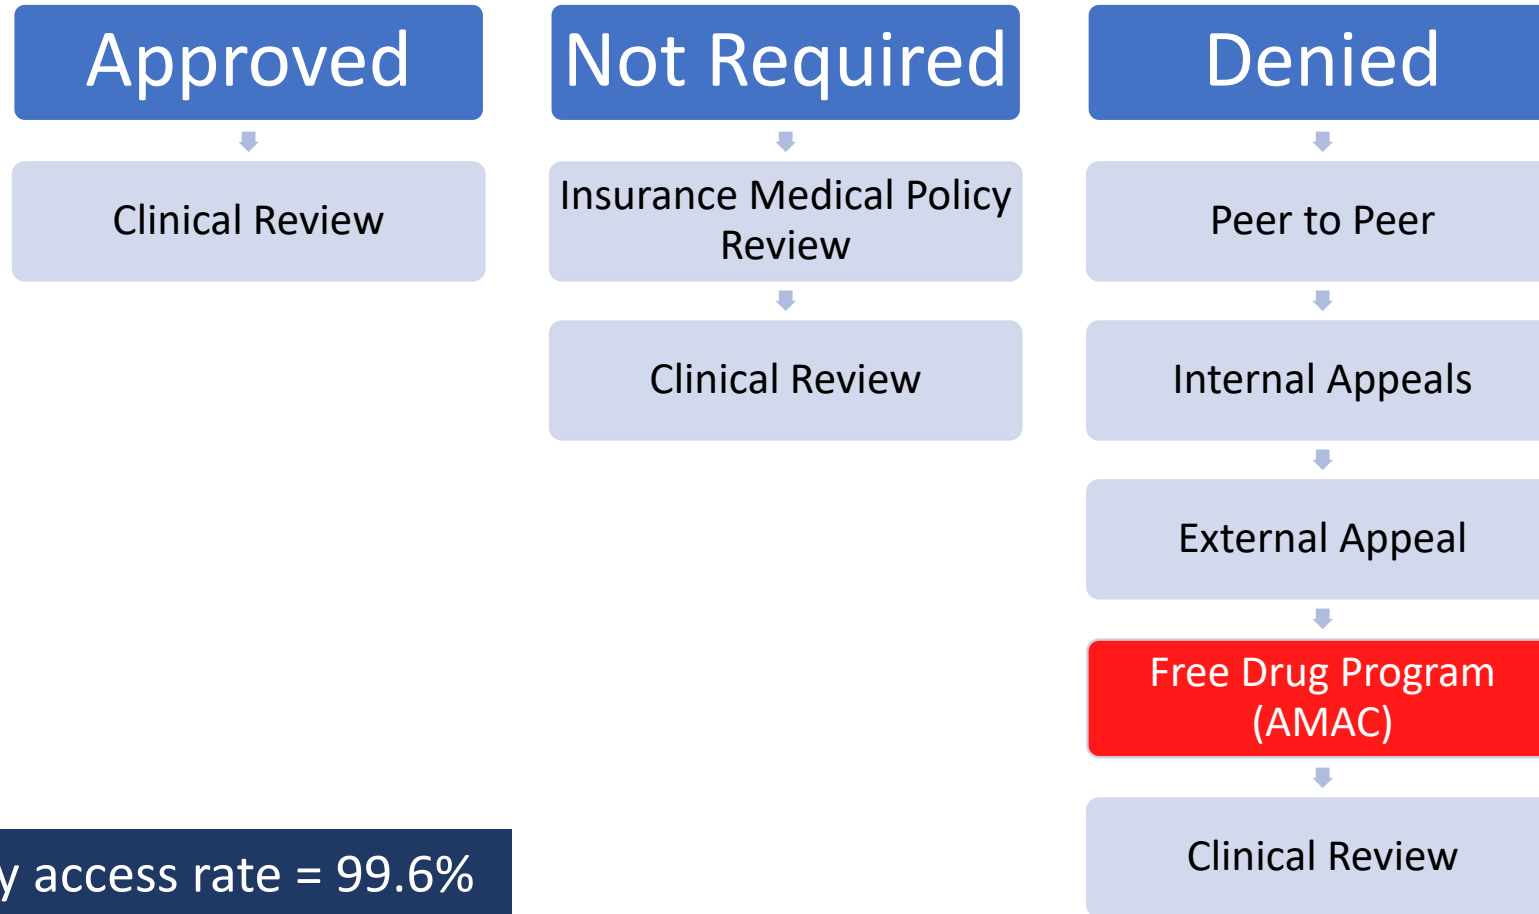 Approved
Clinical Review
Not Required
Insurance Medical Policy
Review
Clinical Review
Denied
Peer to Peer
Internal Appeals
External Appeal
Free Drug Program
(AMAC)
Clinical Review
y access rate = 99.6%